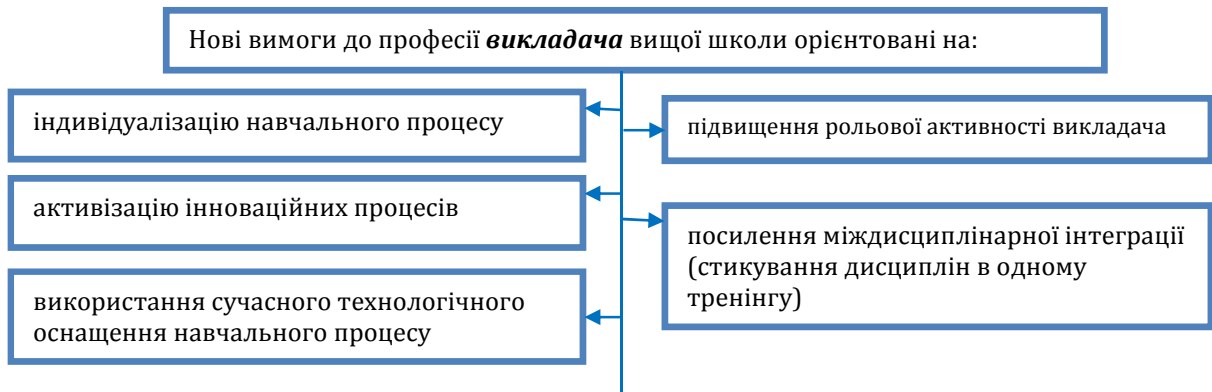 Нові вимоги до професії викладача вищої школи орієнтовані на:
індивідуалізацію навчального процесу
підвищення рольової активності викладача
активізацію інноваційних процесів
посилення міждисциплінарної інтеграції
(стикування дисциплін в одному
тренінгу)
використання сучасного технологічного
оснащення навчального процесу